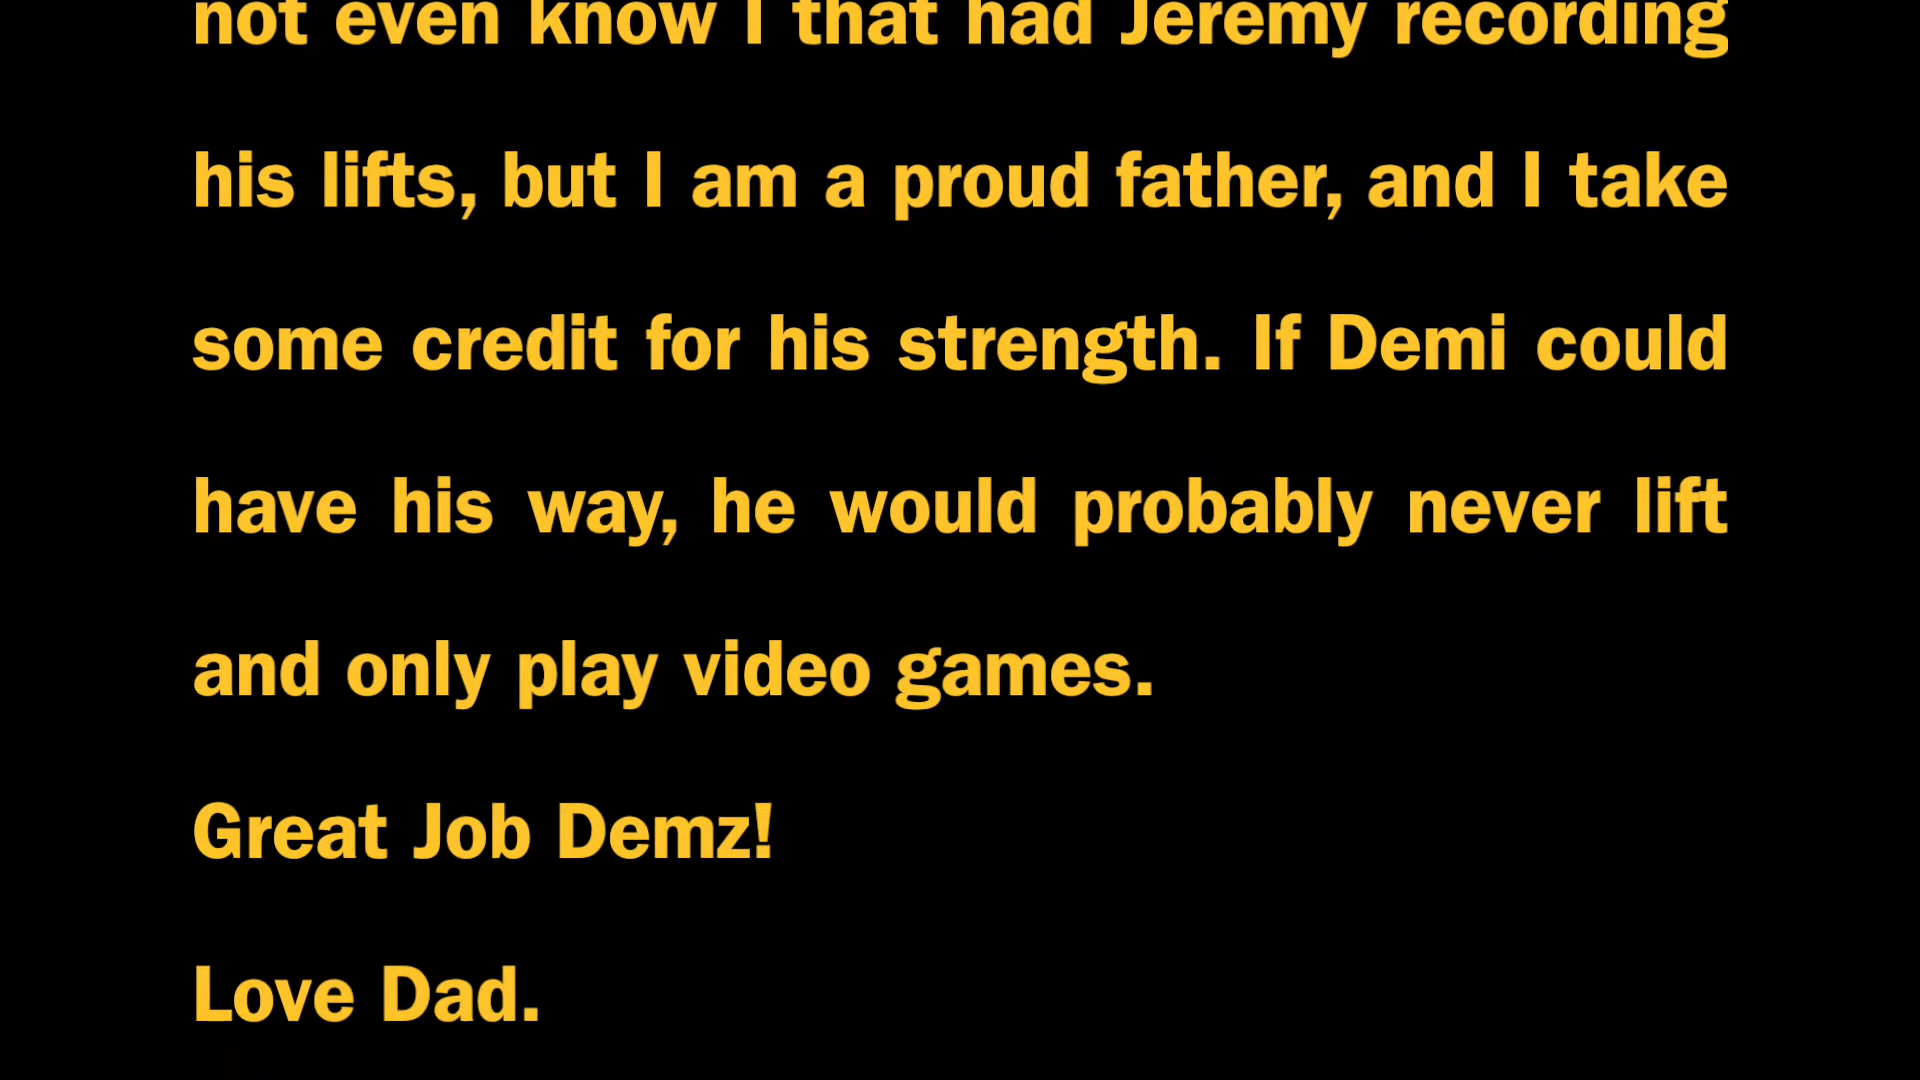 not even know I that had Jeremy recording
his lifts, but I am a proud father, and I take
some credit for his strength. If Demi could
have his way, he would probably never lift
and only play video games.
Great Job Demz!
Love Dad.